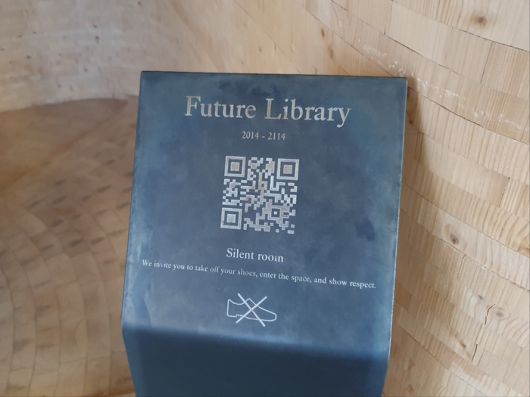 Future Library
2014 - 2114
Silent room
We invite you to take off your shoes, enter the space, and show respect.